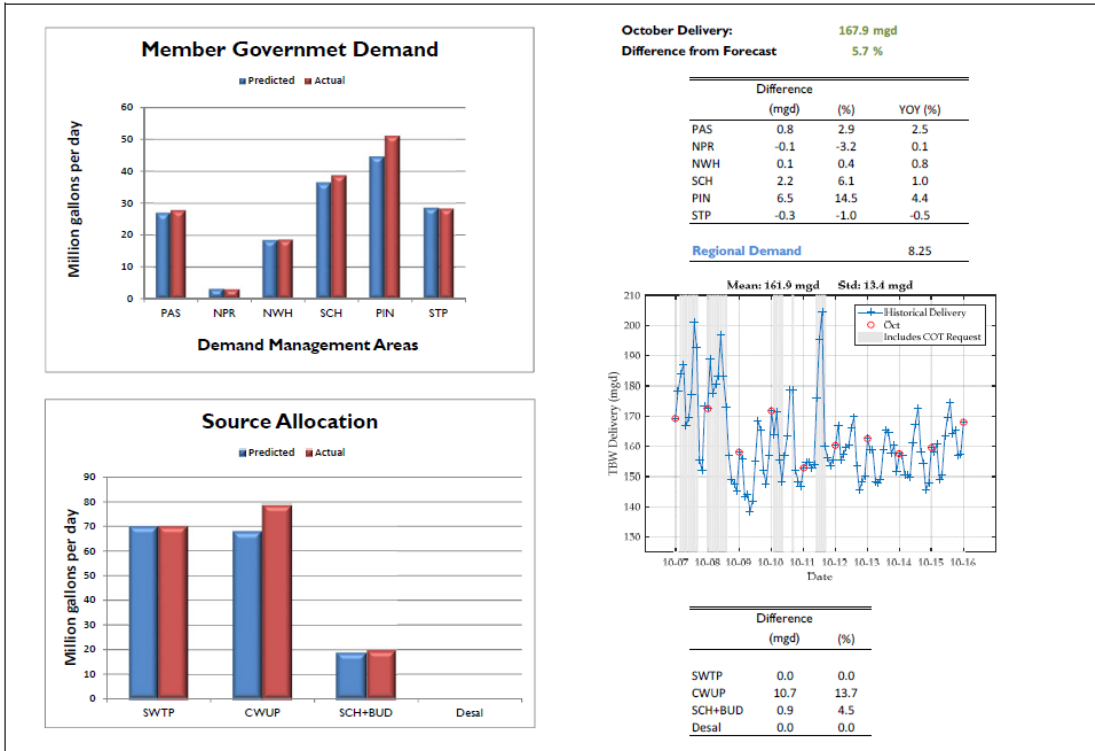 Member Governmet Demand
Predicted Actual
60
50
40
30
20
10
0
Million gallons per day
PAS NPR NWH SCH PIN STP
Demand Management Areas
Source Allocation
Predicted Actual
90
80
70
60
50
40
30
20
10
0
Million gallons per day
SWTP CWUP SCH+BUD Desal
October Delivery: 167.9 mgd
Difference from Forecast 5.7 %
Difference
(mgd) (%) YOY (%)
PAS 0.8 2.9 2.5
NPR -0.1 -3.2 0.1
NWH 0.1 0.4 0.8
SCH 2.2 6.1 1.0
PIN 6.5 14.5 4.4
STP -0.3 -1.0 -0.5
Regional Demand 8.25
Mean: 161.9 mgd Std: 13.4 mgd
Historical Delivery
Oct
Includes COT Request
210
200
190
180
170
160
150
140
130
TBW Delivery (mgd)
10-07 10-08 10-09 10-10 10-11 10-12 10-13 10-14 10-15 10-16
Date
Difference
(mgd) (%)
SWTP 0.0 0.0
CWUP 10.7 13.7
SCH+BUD 0.9 4.5
Desal 0.0 0.0